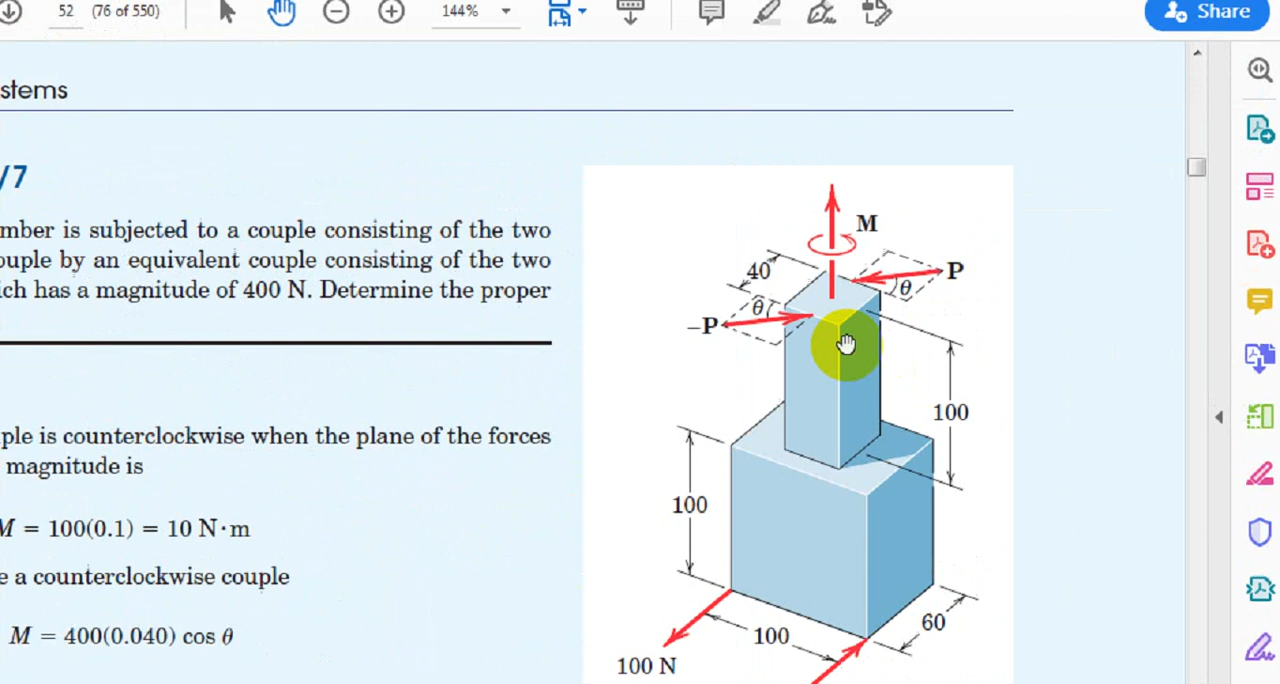 52 (76 of 550)
144%
Share
stems
/7
mber is subjected to a couple consisting of the two
ouple by an equivalent couple consisting of the two
ich has a magnitude of 400 N. Determine the proper
ple is counterclockwise when the plane of the forces
magnitude is
M = 100(0.1) = 10 N·m
e a counterclockwise couple
M = 400(0.040) cos θ
M
40
P
θ
θ
–P
100
100
60
100
100 N